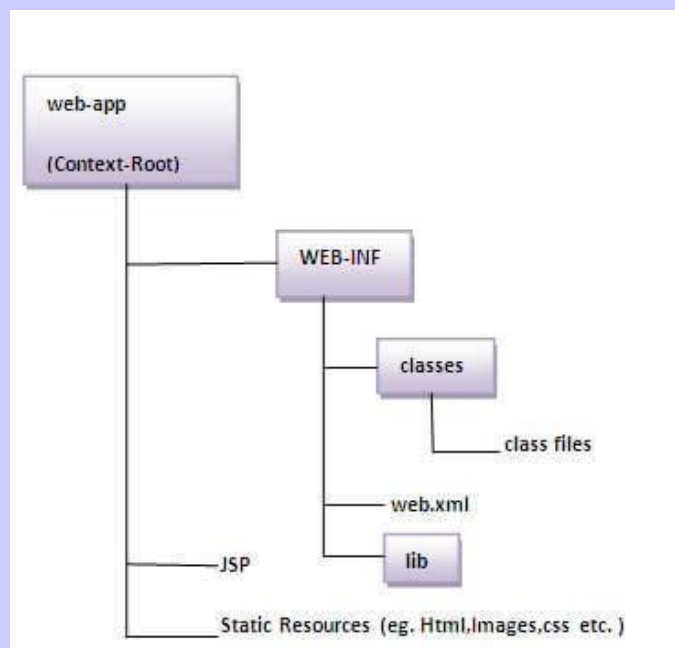 web-app
(Context-Root)
WEB-INF
classes
class files
web.xml
lib
JSP
Static Resources (eg. Html,Images,css etc. )